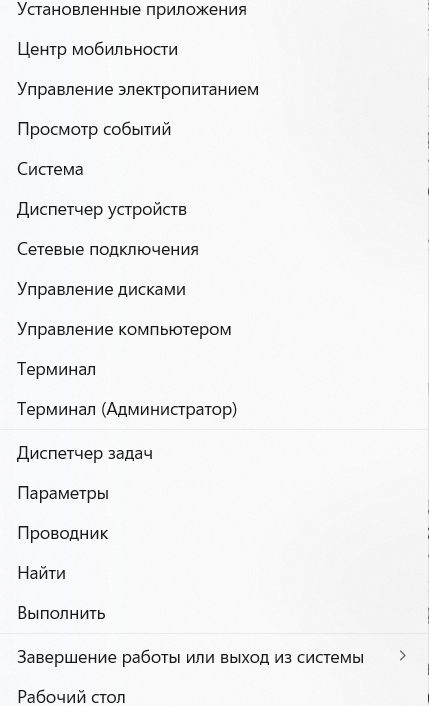 Установленные приложения
Центр мобильности
Управление электропитанием
Просмотр событий
Система
Диспетчер устройств
Сетевые подключения
Управление дисками
Управление компьютером
Терминал
Терминал (Администратор)
Диспетчер задач
Параметры
Проводник
Найти
Выполнить
Завершение работы или выход из системы
Рабочий стол